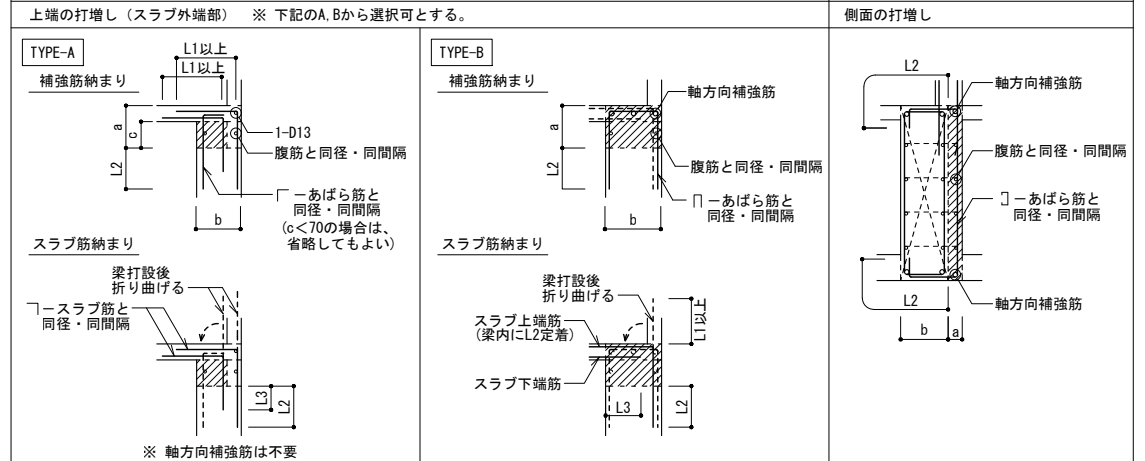 上端の打増し（スラブ外端部）　※ 下記のA,Bから選択可とする。
側面の打増し
TYPE-A
補強筋納まり
L1以上
L1以上
a
c
L2
1-D13
腹筋と同径・同間隔
―あばら筋と
同径・同間隔
(c<70の場合は、
省略してもよい)
b
スラブ筋納まり
梁打設後
折り曲げる
―スラブ筋と
同径・同間隔
L3
L2
※ 軸方向補強筋は不要
TYPE-B
補強筋納まり
軸方向補強筋
a
L2
腹筋と同径・同間隔
―あばら筋と
同径・同間隔
b
スラブ筋納まり
梁打設後
折り曲げる
L1以上
スラブ上端筋
(梁内にL2定着)
スラブ下端筋
L3
L2
L2
軸方向補強筋
腹筋と同径・同間隔
―あばら筋と
同径・同間隔
軸方向補強筋
L2
b
a